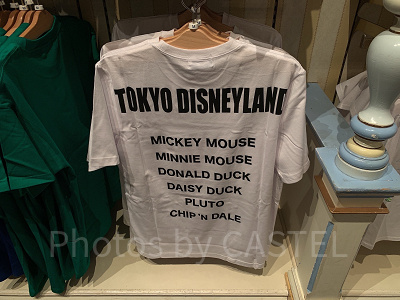 TOKYO DISNEYLAND
MICKEY MOUSE
MINNIE MOUSE
DONALD DUCK
DAISY DUCK
PLUTO
CHIP 'N DALE
Photos by CASTEL